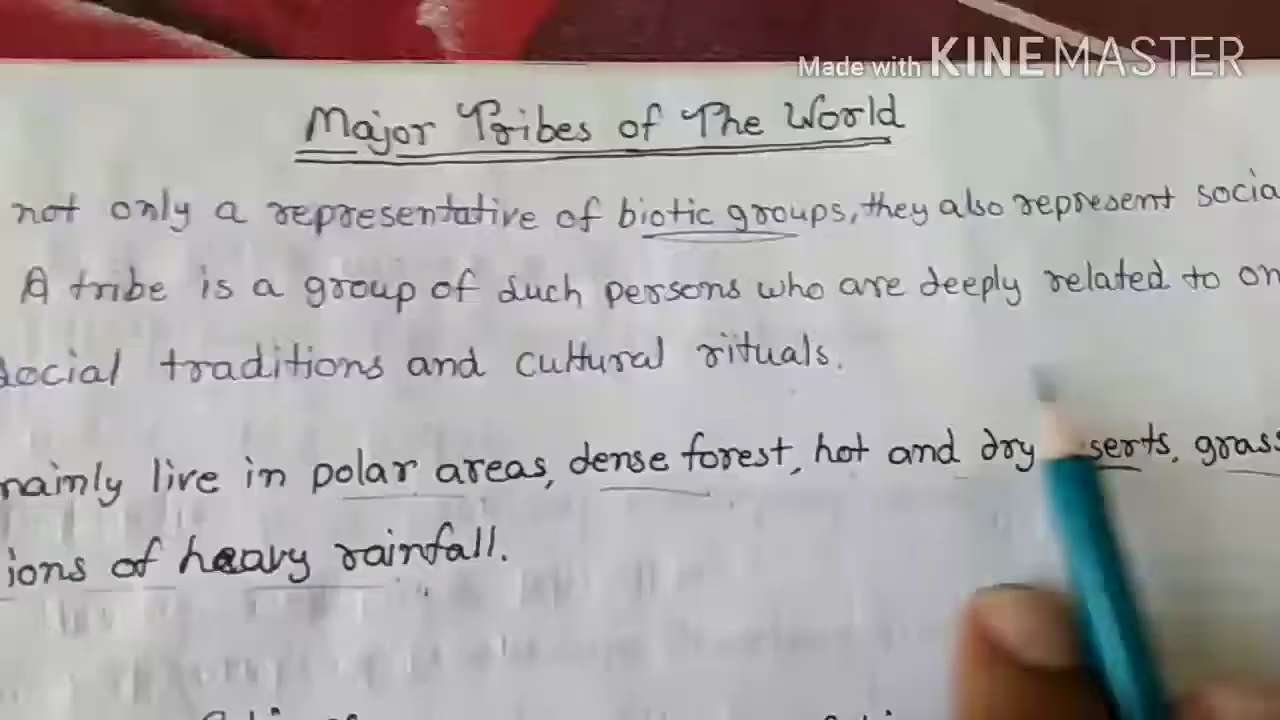 Made with KINEMASTER
Major Tribes of The World
not only a representative of biotic groups, they also represent socia
A tribe is a group of such persons who are deeply related to on
social traditions and cultural rituals.
mainly live in polar areas, dense forest, hot and dry serts, grass
ions of heavy rainfall.